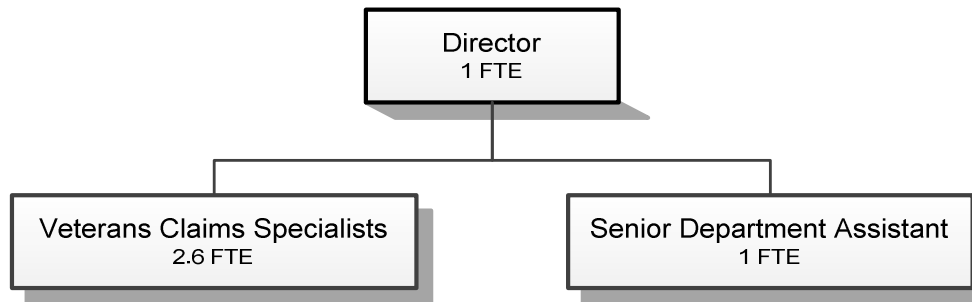 Director
1 FTE
Veterans Claims Specialists
2.6 FTE
Senior Department Assistant
1 FTE